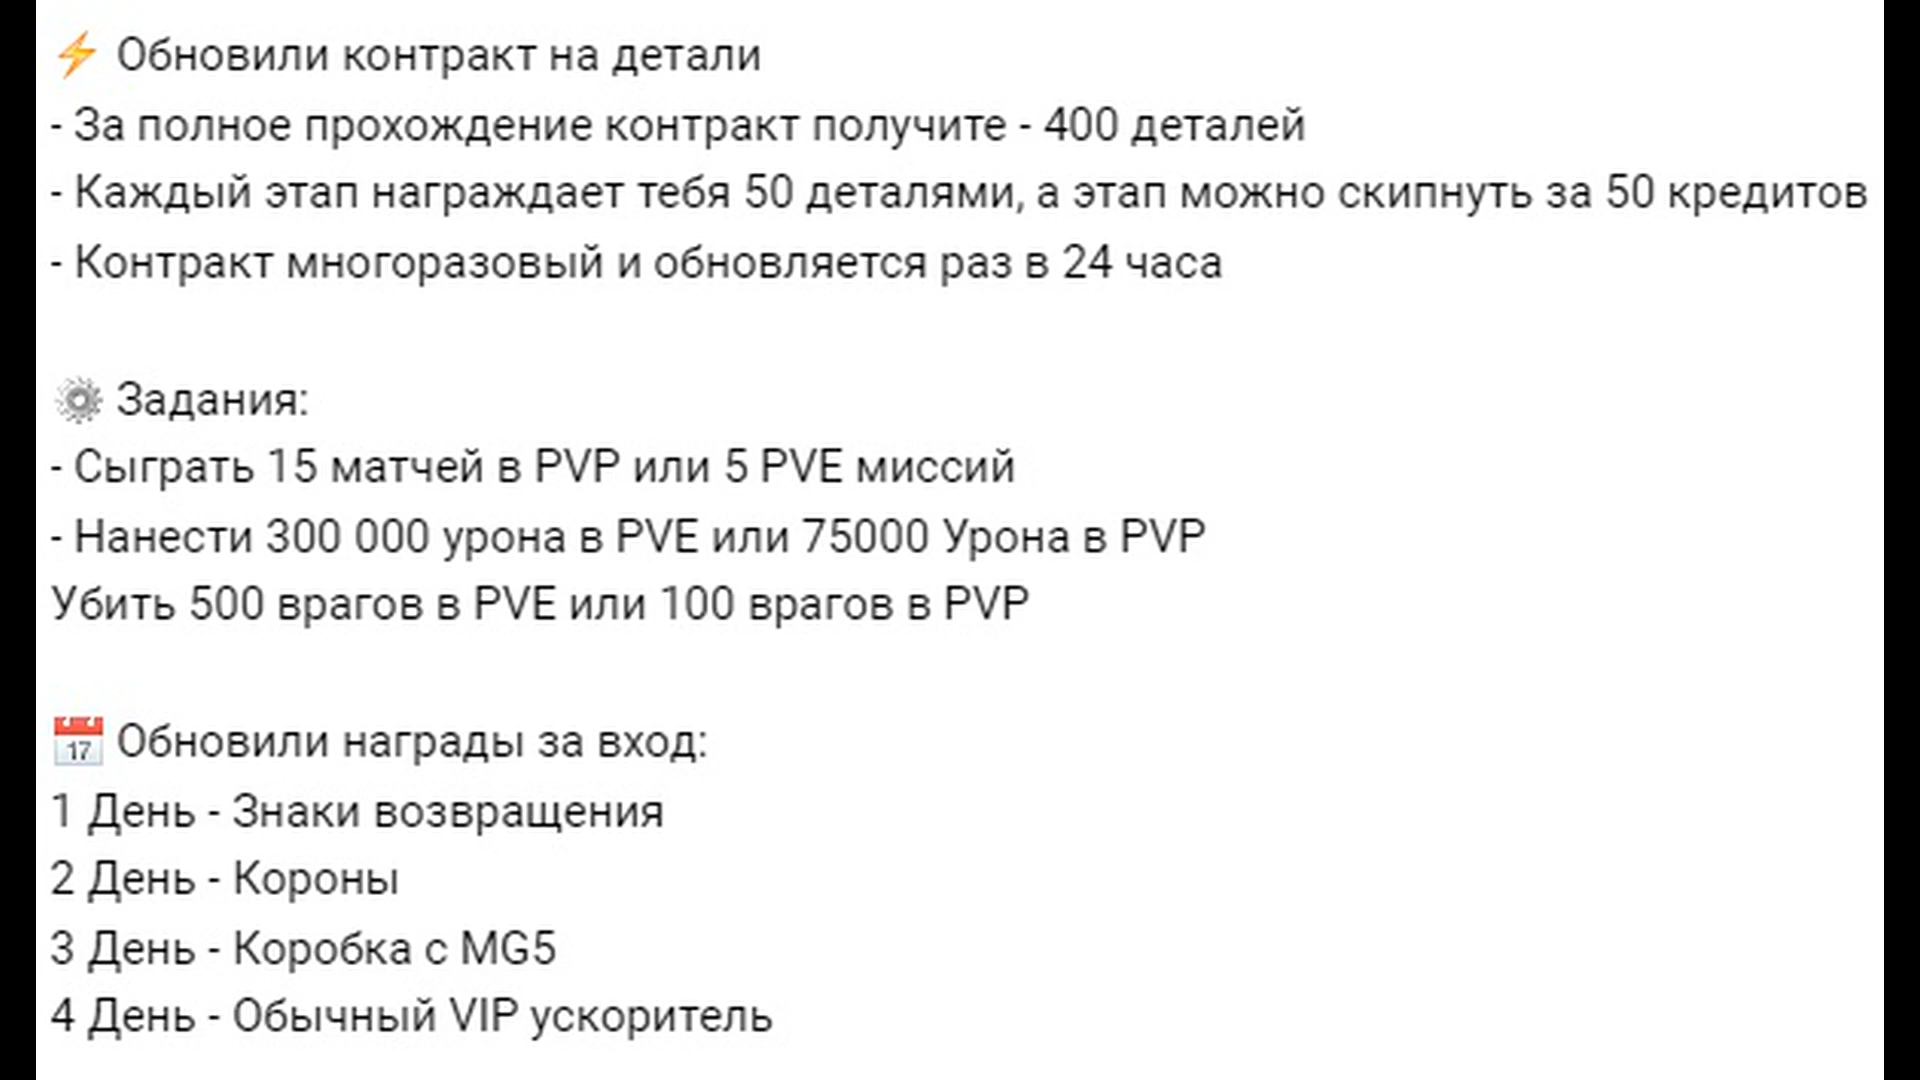 ⚡ Обновили контракт на детали
- За полное прохождение контракт получите - 400 деталей
- Каждый этап награждает тебя 50 деталями, а этап можно скипнуть за 50 кредитов
- Контракт многоразовый и обновляется раз в 24 часа
⚙ Задания:
- Сыграть 15 матчей в PVP или 5 PVE миссий
- Нанести 300 000 урона в PVE или 75000 Урона в PVP
Убить 500 врагов в PVE или 100 врагов в PVP
📅 Обновили награды за вход:
1 День - Знаки возвращения
2 День - Короны
3 День - Коробка с MG5
4 День - Обычный VIP ускоритель